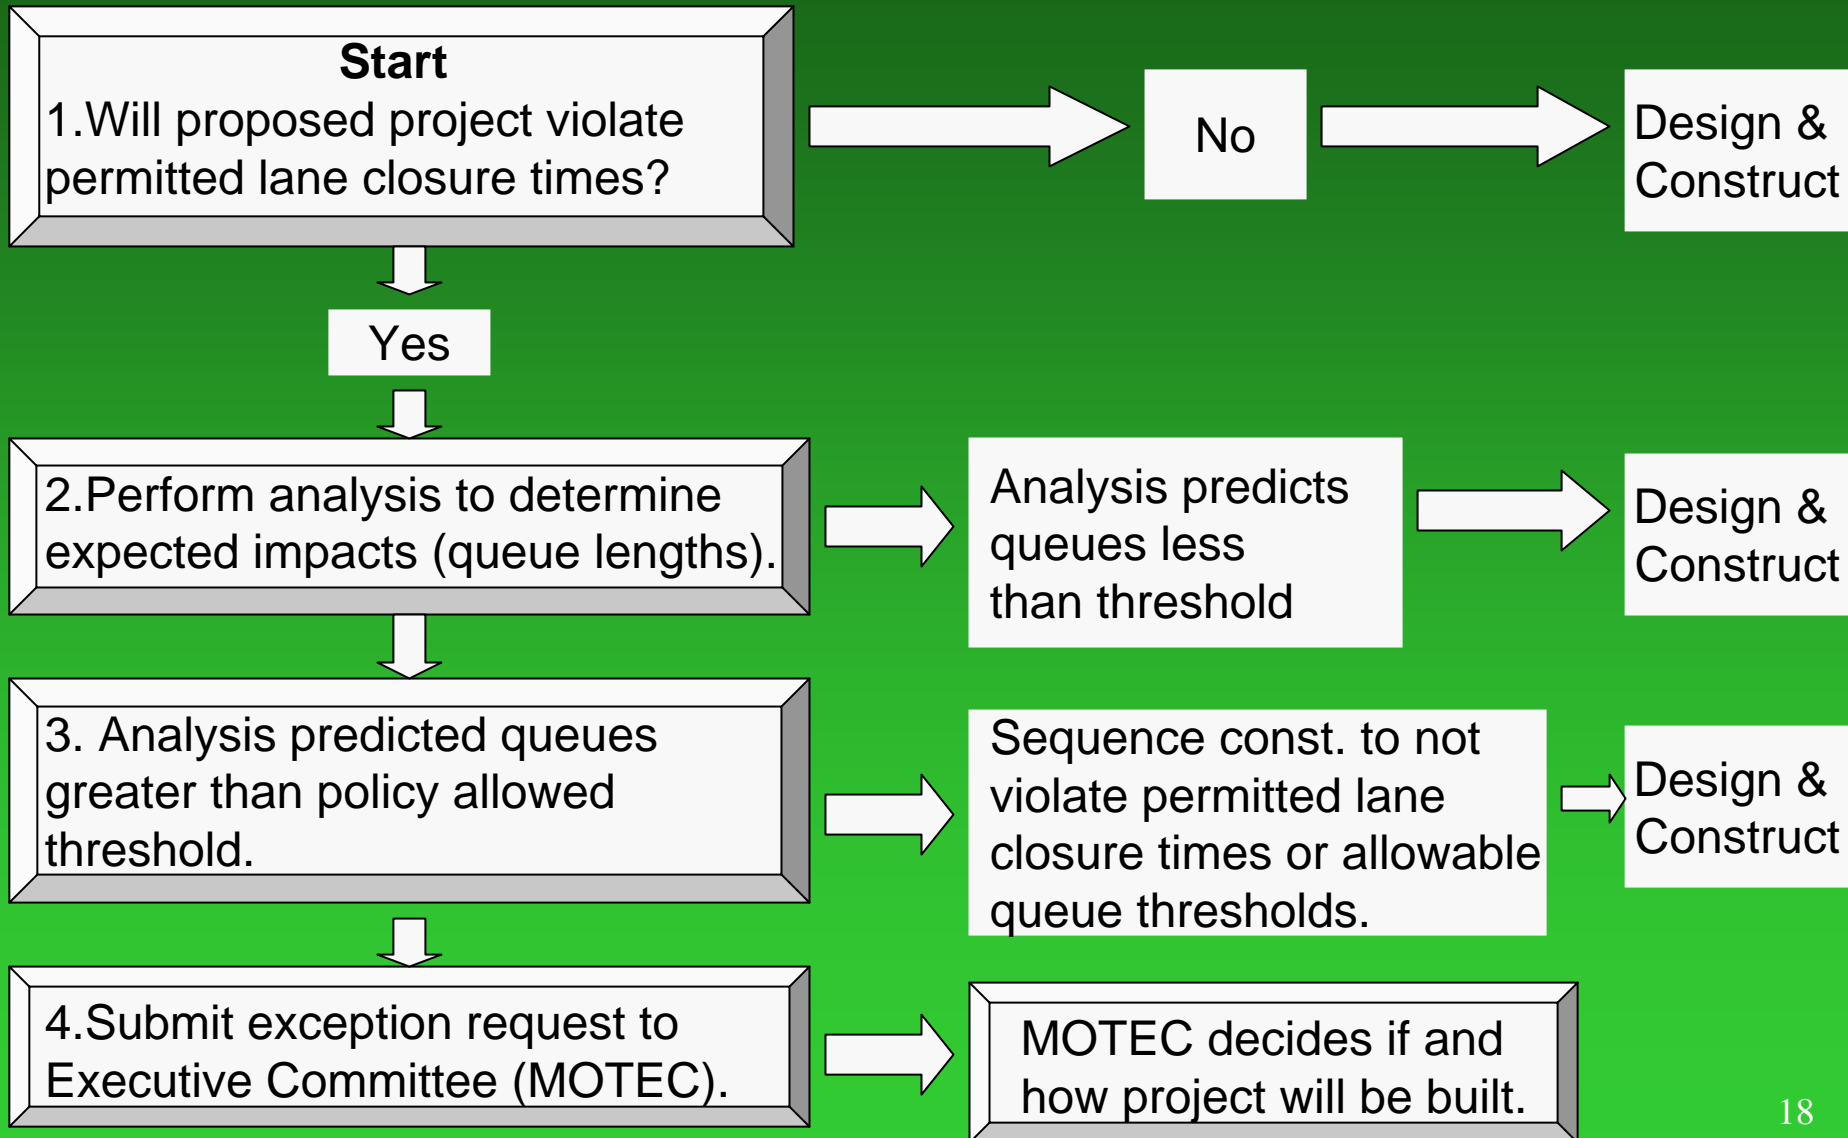 Start
1.Will proposed project violate
permitted lane closure times?
No
Design &
Construct
Yes
2.Perform analysis to determine
expected impacts (queue lengths).
Analysis predicts
queues less
than threshold
Design &
Construct
3. Analysis predicted queues
greater than policy allowed
threshold.
Sequence const. to not
violate permitted lane
closure times or allowable
queue thresholds.
Design &
Construct
4.Submit exception request to
Executive Committee (MOTEC).
MOTEC decides if and
how project will be built.
18